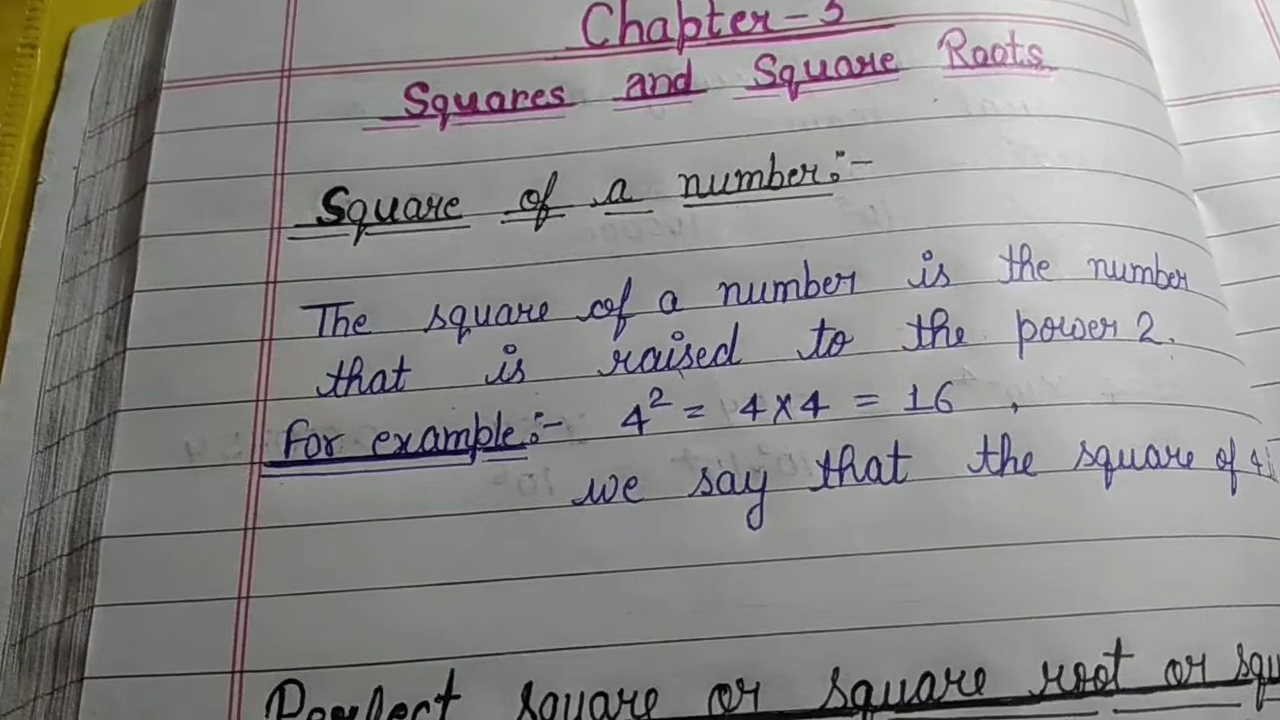 Chapter-3
Squares and Square Roots
Square of a number:-
The square of a number is the number
that is raised to the power 2.
For example:- 4² = 4×4 = 16 ,
we say that the square of 4
Perfect square or square root or squ